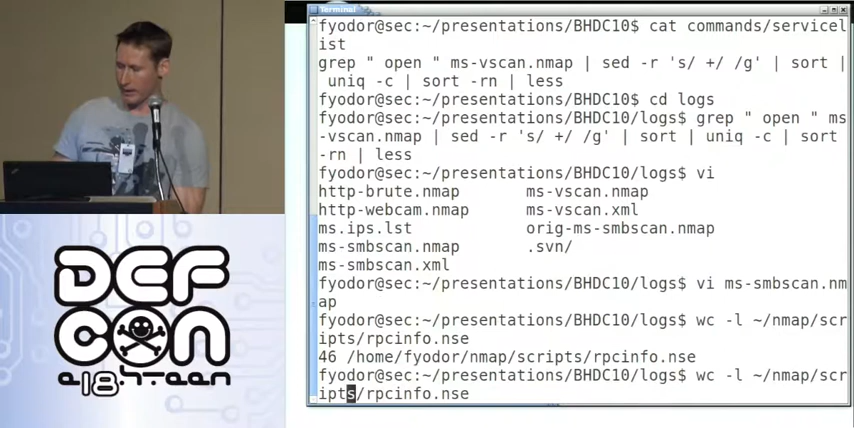 Terminal
fyodor@sec:~/presentations/BHDC10$ cat commands/servicel
ist
grep " open " ms-vscan.nmap | sed -r 's/ +/ /g' | sort |
 uniq -c | sort -rn | less
fyodor@sec:~/presentations/BHDC10$ cd logs
fyodor@sec:~/presentations/BHDC10/logs$ grep " open " ms
-vscan.nmap | sed -r 's/ +/ /g' | sort | uniq -c | sort
-rn | less
fyodor@sec:~/presentations/BHDC10/logs$ vi
http-brute.nmap ms-vscan.nmap
http-webcam.nmap ms-vscan.xml
ms.ips.lst orig-ms-smbscan.nmap
ms-smbscan.nmap .svn/
ms-smbscan.xml
fyodor@sec:~/presentations/BHDC10/logs$ vi ms-smbscan.nm
ap
fyodor@sec:~/presentations/BHDC10/logs$ wc -l ~/nmap/scr
ipts/rpcinfo.nse
46 /home/fyodor/nmap/scripts/rpcinfo.nse
fyodor@sec:~/presentations/BHDC10/logs$ wc -l ~/nmap/scr
ipts/rpcinfo.nse
DEF
CON
e18hteen